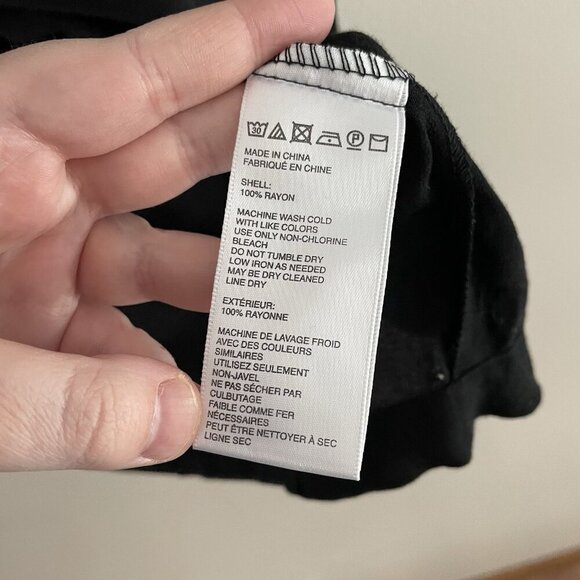 30
P
MADE IN CHINA
FABRIQUÉ EN CHINE
SHELL:
100% RAYON
MACHINE WASH COLD
WITH LIKE COLORS
USE ONLY NON-CHLORINE
BLEACH
DO NOT TUMBLE DRY
LOW IRON AS NEEDED
MAY BE DRY CLEANED
LINE DRY
EXTÉRIEUR:
100% RAYONNE
MACHINE DE LAVAGE FROID
AVEC DES COULEURS
SIMILAIRES
UTILISEZ SEULEMENT
NON-JAVEL
NE PAS SÉCHER PAR
CULBUTAGE
FAIBLE COMME FER
NÉCESSAIRES
PEUT ÊTRE NETTOYER À SEC
LIGNE SEC